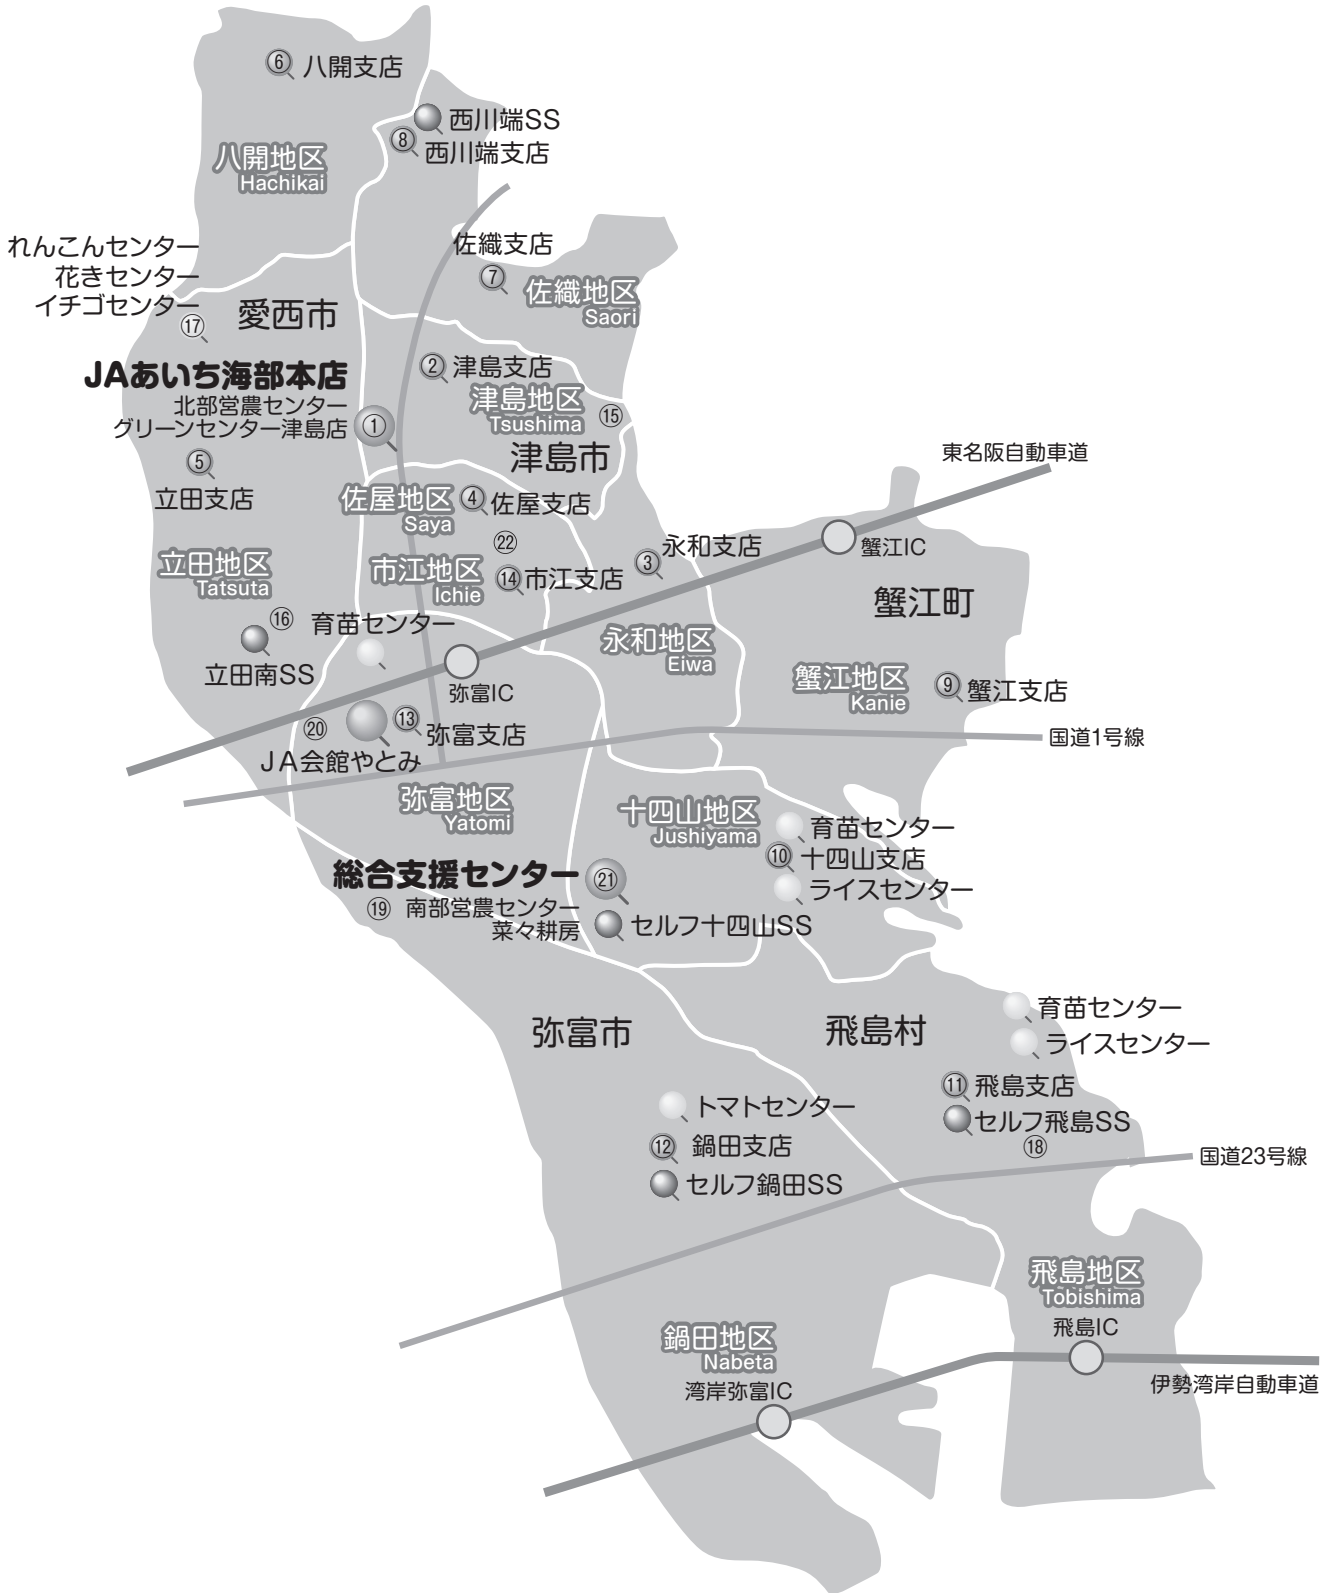 ⑥ 八開支店
西川端SS
⑧ 西川端支店
八開地区
Hachikai
れんこんセンター
花きセンター
イチゴセンター
⑰
愛西市
佐織支店
⑦
佐織地区
Saori
JAあいち海部本店
北部営農センター
グリーンセンター津島店
①
② 津島支店
津島地区
Tsushima
⑮
津島市
⑤
立田支店
佐屋地区
Saya
④ 佐屋支店
㉒
市江地区
Ichie
⑭ 市江支店
永和支店
③
東名阪自動車道
蟹江IC
蟹江町
立田地区
Tatsuta
⑯
立田南SS
育苗センター
弥富IC
永和地区
Eiwa
蟹江地区
Kanie
⑨ 蟹江支店
⑳
⑬ 弥富支店
JA会館やとみ
国道1号線
弥富地区
Yatomi
十四山地区
Jushiyama
育苗センター
⑩ 十四山支店
ライスセンター
総合支援センター
㉑
⑲ 南部営農センター
菜々耕房
セルフ十四山SS
弥富市
飛島村
育苗センター
ライスセンター
⑪ 飛島支店
セルフ飛島SS
⑱
トマトセンター
⑫ 鍋田支店
セルフ鍋田SS
国道23号線
飛島地区
Tobishima
飛島IC
鍋田地区
Nabeta
湾岸弥富IC
伊勢湾岸自動車道